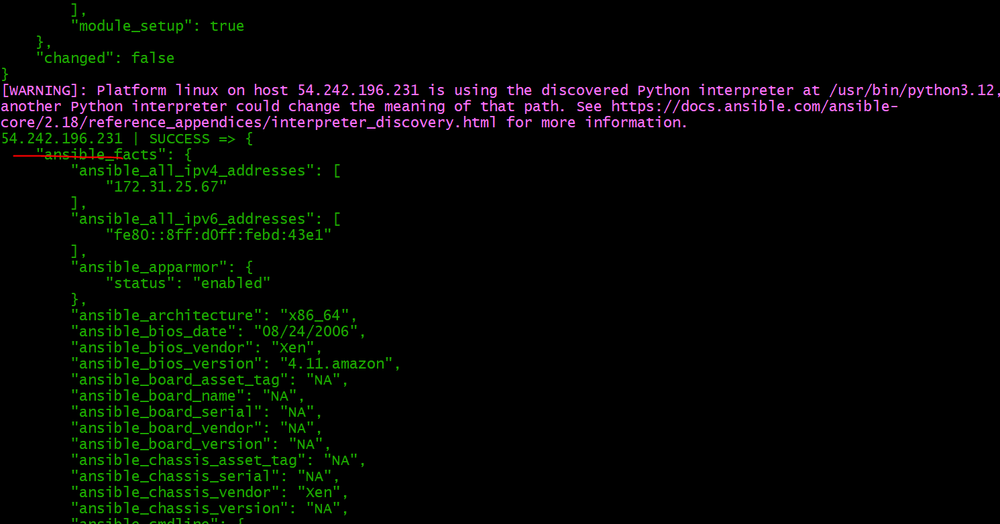 ],
        "module_setup": true
    },
    "changed": false
}
[WARNING]: Platform linux on host 54.242.196.231 is using the discovered Python interpreter at /usr/bin/python3.12,
another Python interpreter could change the meaning of that path. See https://docs.ansible.com/ansible-
core/2.18/reference_appendices/interpreter_discovery.html for more information.
54.242.196.231 | SUCCESS => {
    "ansible_facts": {
        "ansible_all_ipv4_addresses": [
            "172.31.25.67"
        ],
        "ansible_all_ipv6_addresses": [
            "fe80::8ff:d0ff:febd:43e1"
        ],
        "ansible_apparmor": {
            "status": "enabled"
        },
        "ansible_architecture": "x86_64",
        "ansible_bios_date": "08/24/2006",
        "ansible_bios_vendor": "Xen",
        "ansible_bios_version": "4.11.amazon",
        "ansible_board_asset_tag": "NA",
        "ansible_board_name": "NA",
        "ansible_board_serial": "NA",
        "ansible_board_vendor": "NA",
        "ansible_board_version": "NA",
        "ansible_chassis_asset_tag": "NA",
        "ansible_chassis_serial": "NA",
        "ansible_chassis_vendor": "Xen",
        "ansible_chassis_version": "NA",
        "ansible_cmdline": {